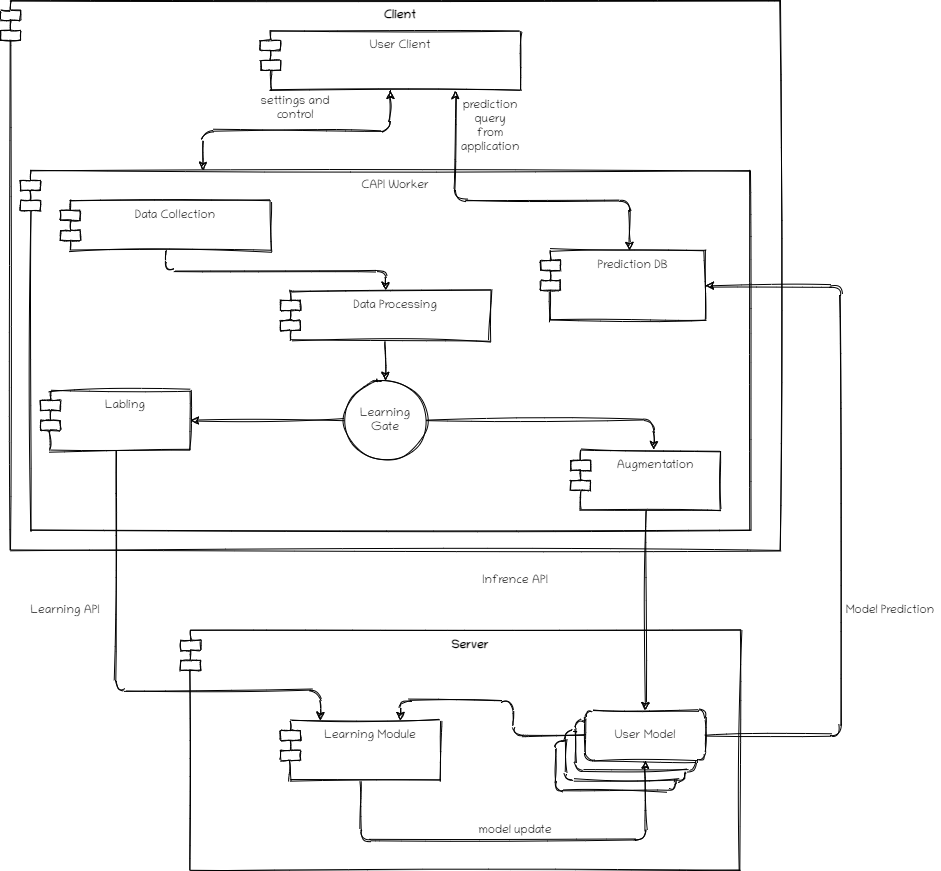 Client
User Client
settings and
control
prediction
query
from
application
CAPI Worker
Data Collection
Prediction DB
Data Processing
Labling
Learning
Gate
Augmentation
Infrence API
Learning API
Model Prediction
Server
Learning Module
User Model
model update